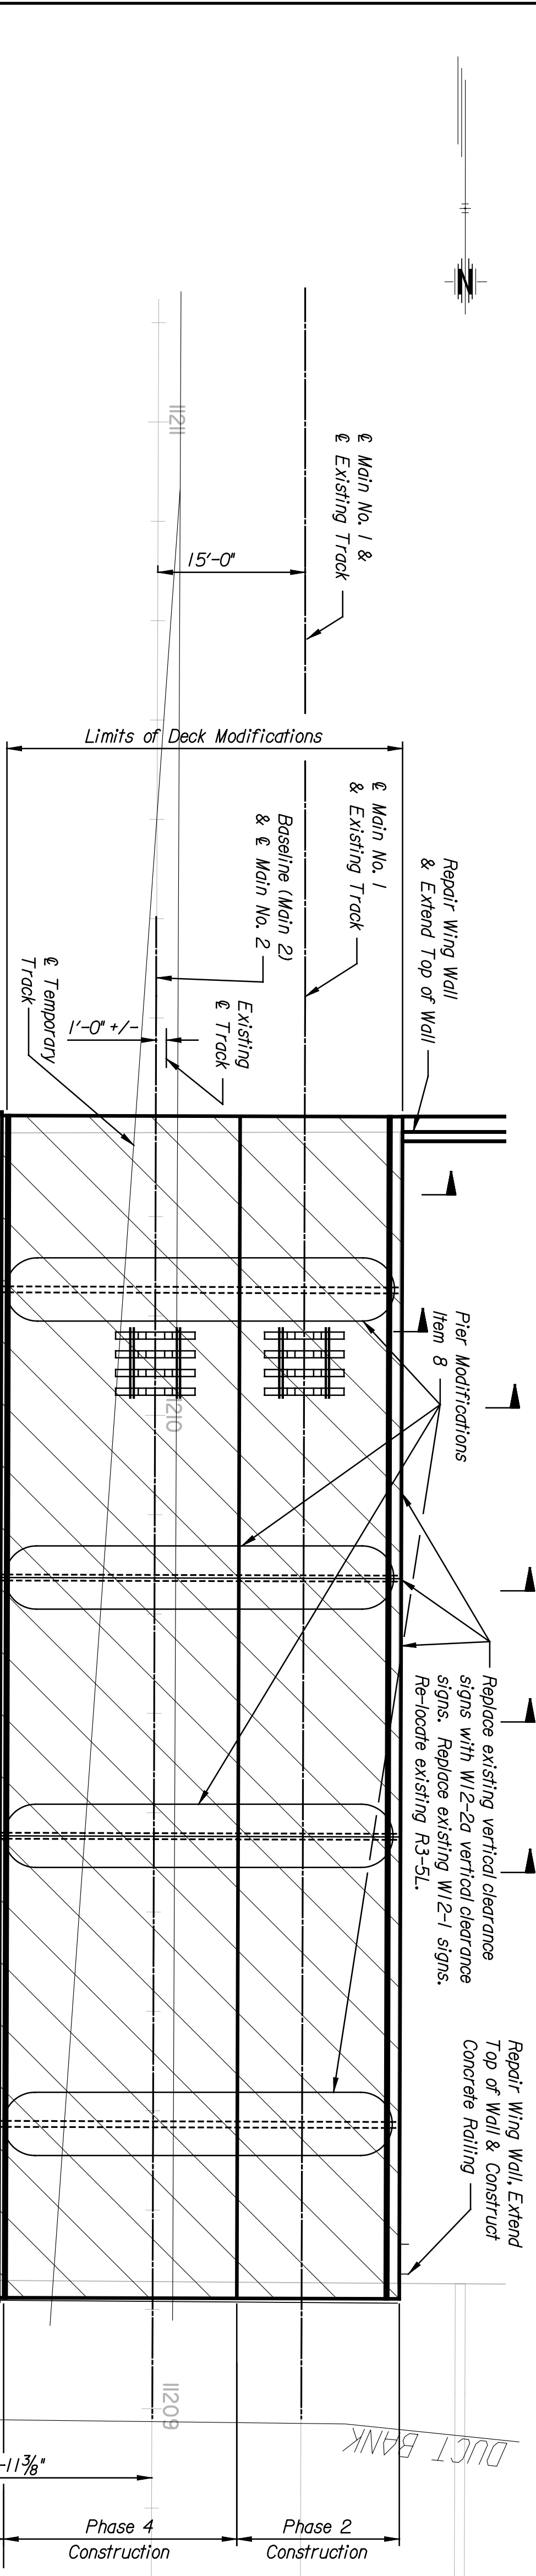 N
11211
℄ Main No. 1 &
℄ Existing Track
15'-0"
Limits of Deck Modifications
℄ Main No. 1
& Existing Track
Baseline (Main 2)
& ℄ Main No. 2
Repair Wing Wall
& Extend Top of Wall
Existing
℄ Track
℄ Temporary
Track
1'-0" +/-
Pier Modifications
Item 8
11210
Replace existing vertical clearance
signs with W12-2a vertical clearance
signs. Replace existing W12-1 signs.
Re-locate existing R3-5L.
Repair Wing Wall, Extend
Top of Wall & Construct
Concrete Railing
11209
DUCT BANK
-11⅜"
Phase 4
Construction
Phase 2
Construction